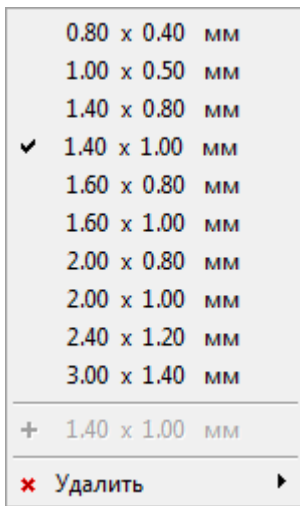 0.80 x 0.40 мм
1.00 x 0.50 мм
1.40 x 0.80 мм
1.40 x 1.00 мм
1.60 x 0.80 мм
1.60 x 1.00 мм
2.00 x 0.80 мм
2.00 x 1.00 мм
2.40 x 1.20 мм
3.00 x 1.40 мм
1.40 x 1.00 мм
Удалить